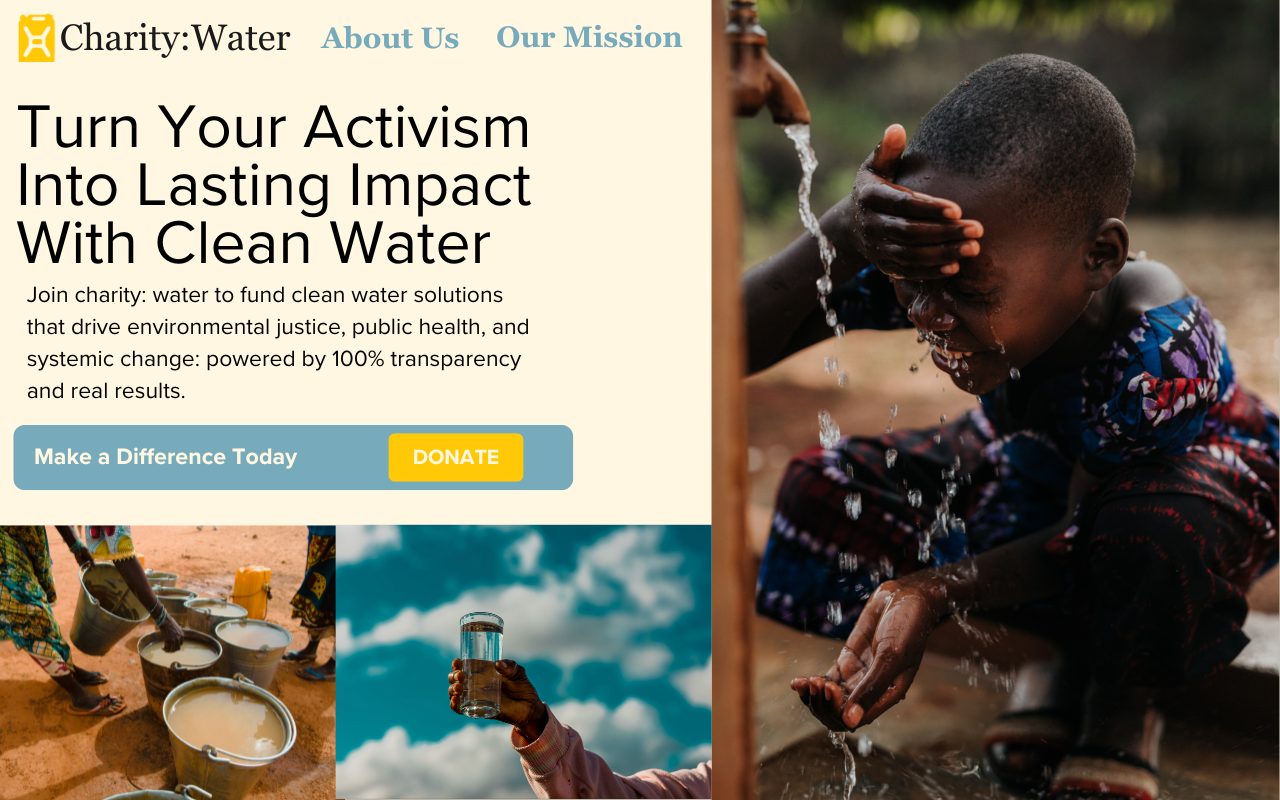 Charity:Water
About Us
Our Mission
Turn Your Activism
Into Lasting Impact
With Clean Water
Join charity: water to fund clean water solutions
that drive environmental justice, public health, and
systemic change: powered by 100% transparency
and real results.
Make a Difference Today
DONATE